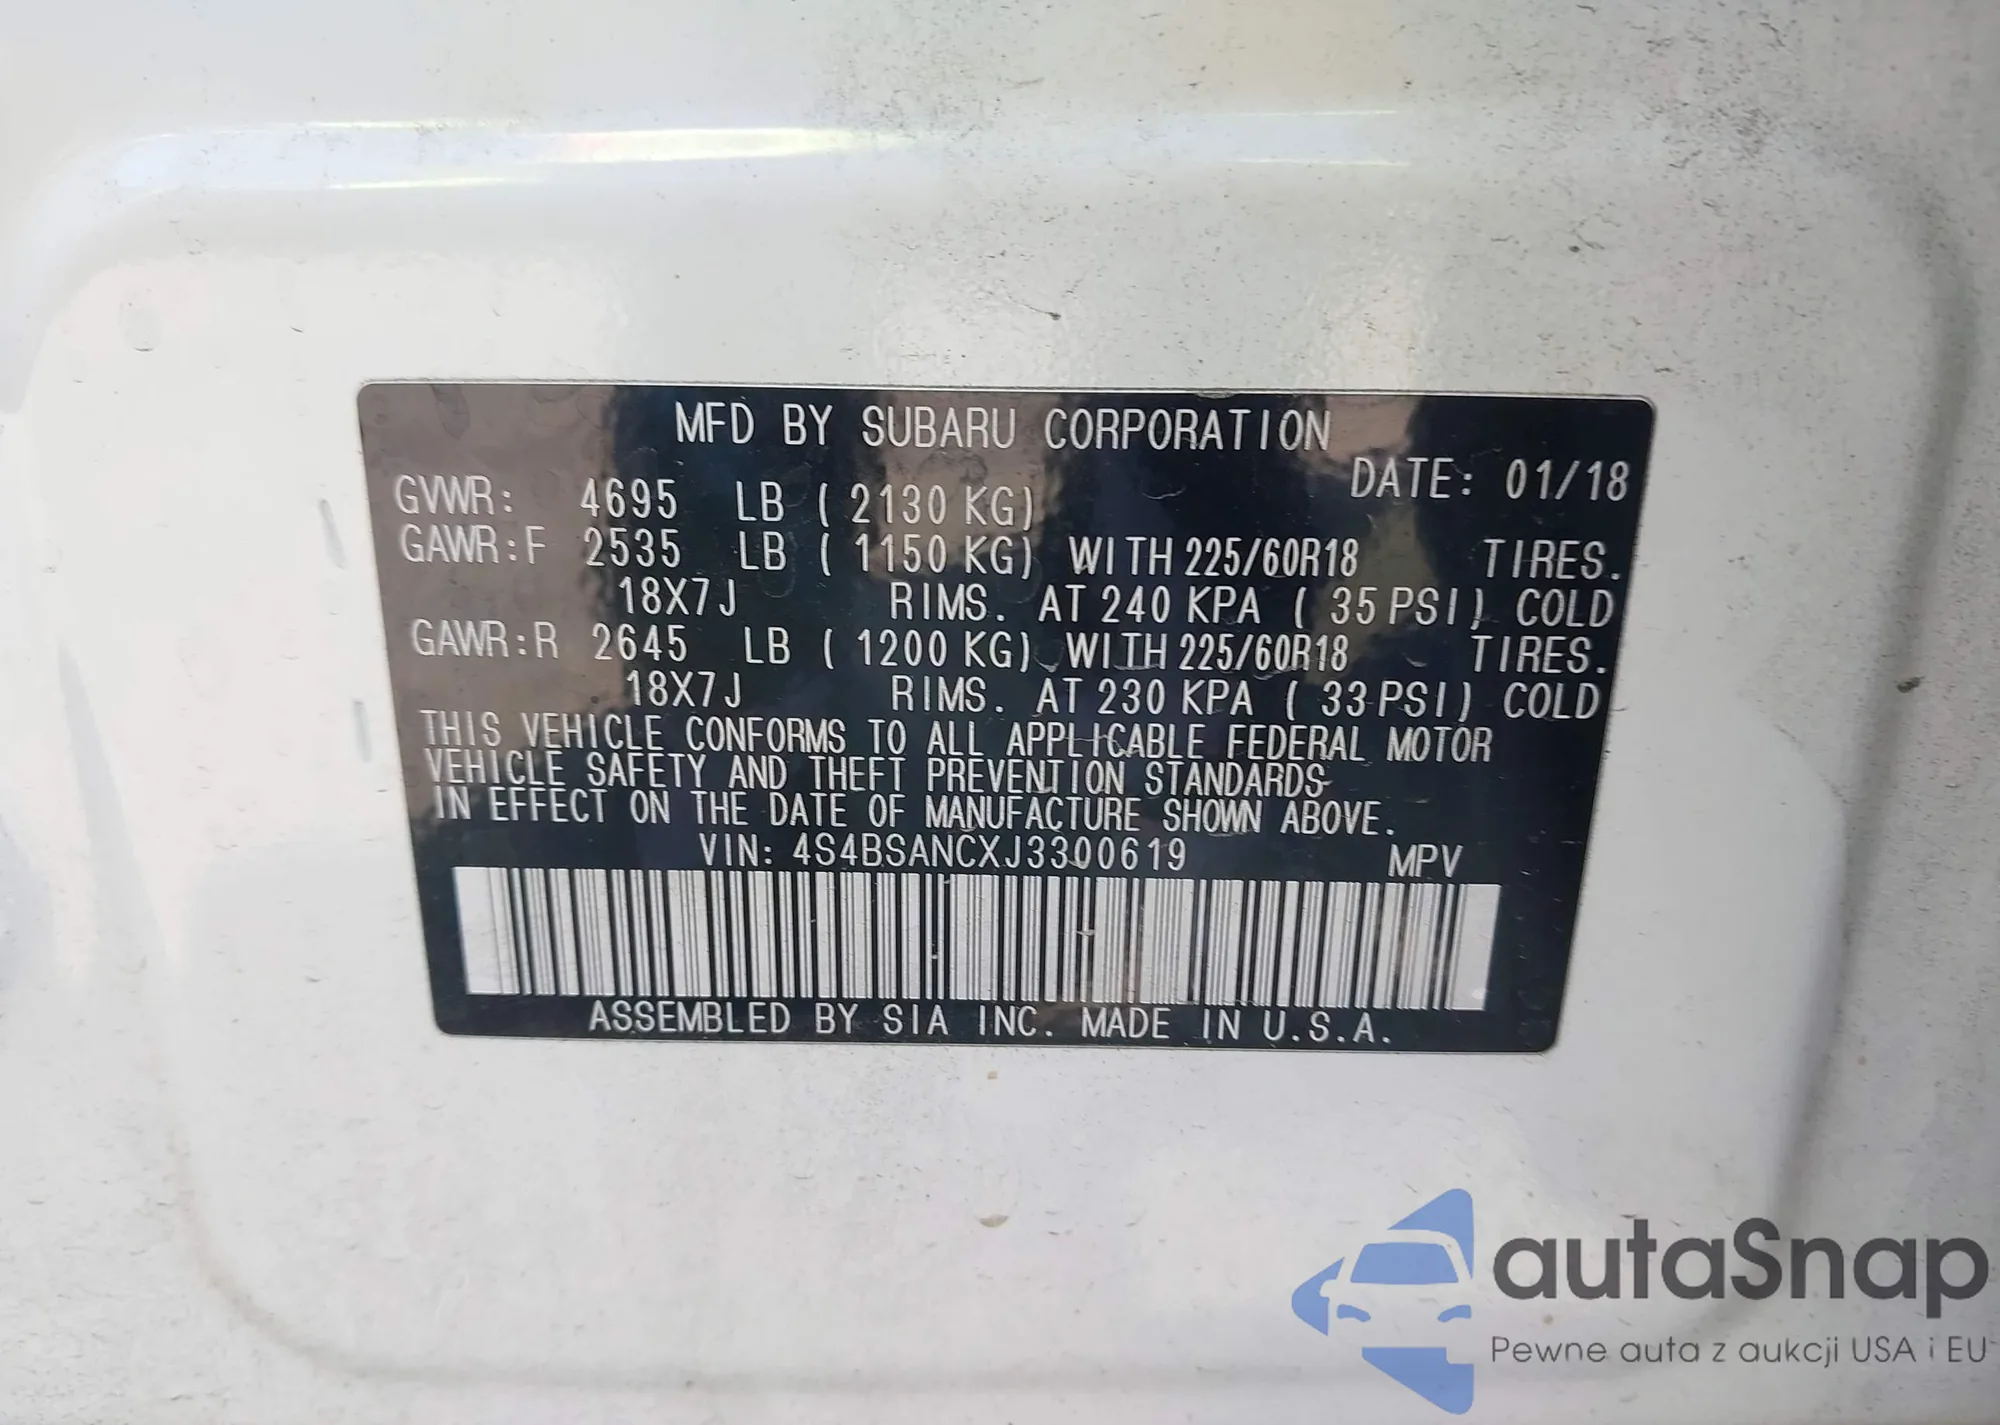 MFD BY SUBARU CORPORATION
DATE: 01/18
GVWR: 4695 LB ( 2130 KG)
GAWR:F 2535 LB ( 1150 KG) WITH 225/60R18 TIRES.
18X7J RIMS. AT 240 KPA ( 35 PSI) COLD
GAWR:R 2645 LB ( 1200 KG) WITH 225/60R18 TIRES.
18X7J RIMS. AT 230 KPA ( 33 PSI) COLD
THIS VEHICLE CONFORMS TO ALL APPLICABLE FEDERAL MOTOR
VEHICLE SAFETY AND THEFT PREVENTION STANDARDS
IN EFFECT ON THE DATE OF MANUFACTURE SHOWN ABOVE.
VIN: 4S4BSANCXJ3300619 MPV
ASSEMBLED BY SIA INC. MADE IN U.S.A.
autaSnap
Pewne auta z aukcji USA i EU